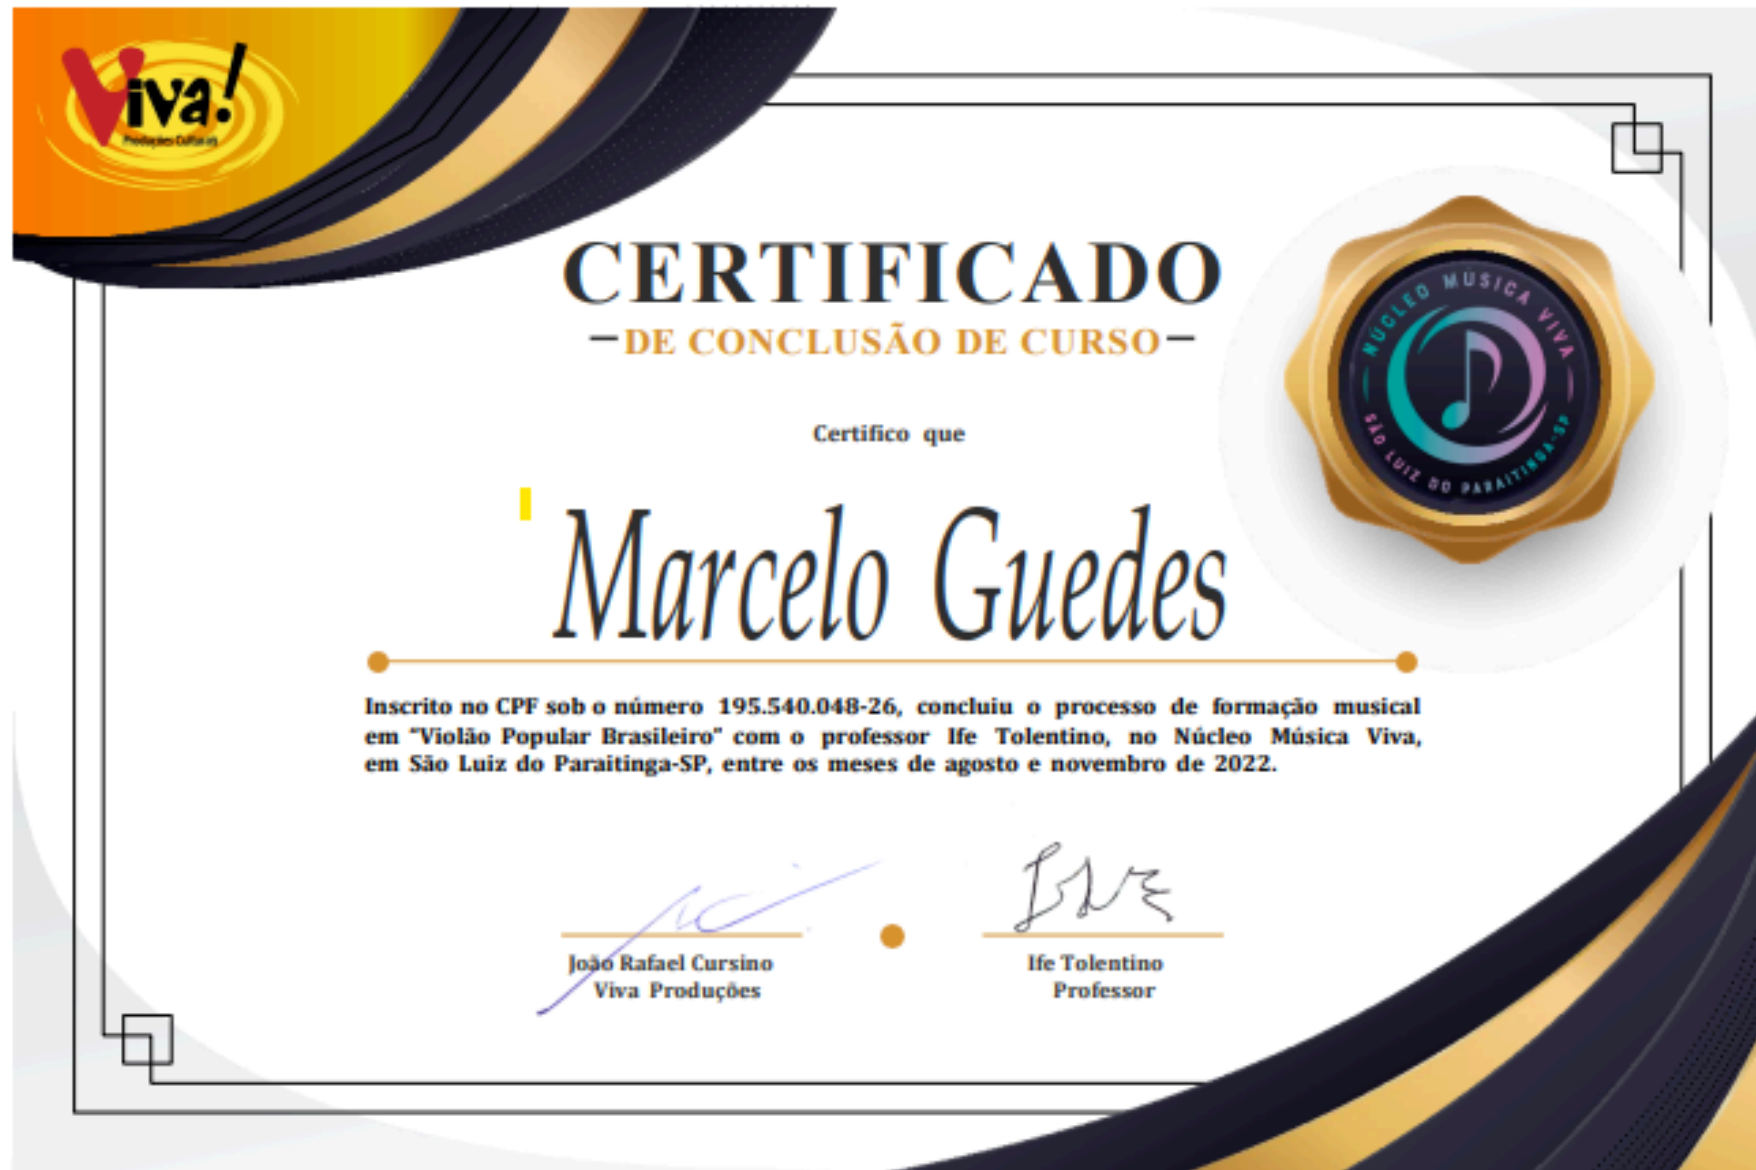 Viva!
Produções Culturais
CERTIFICADO
DE CONCLUSÃO DE CURSO
NÚCLEO MÚSICA VIVA
SÃO LUIZ DO PARAITINGA-SP
Certifico que
Marcelo Guedes
Inscrito no CPF sob o número 195.540.048-26, concluiu o processo de formação musical
em “Violão Popular Brasileiro” com o professor Ife Tolentino, no Núcleo Música Viva,
em São Luiz do Paraitinga-SP, entre os meses de agosto e novembro de 2022.
João Rafael Cursino
Viva Produções
Ife Tolentino
Professor